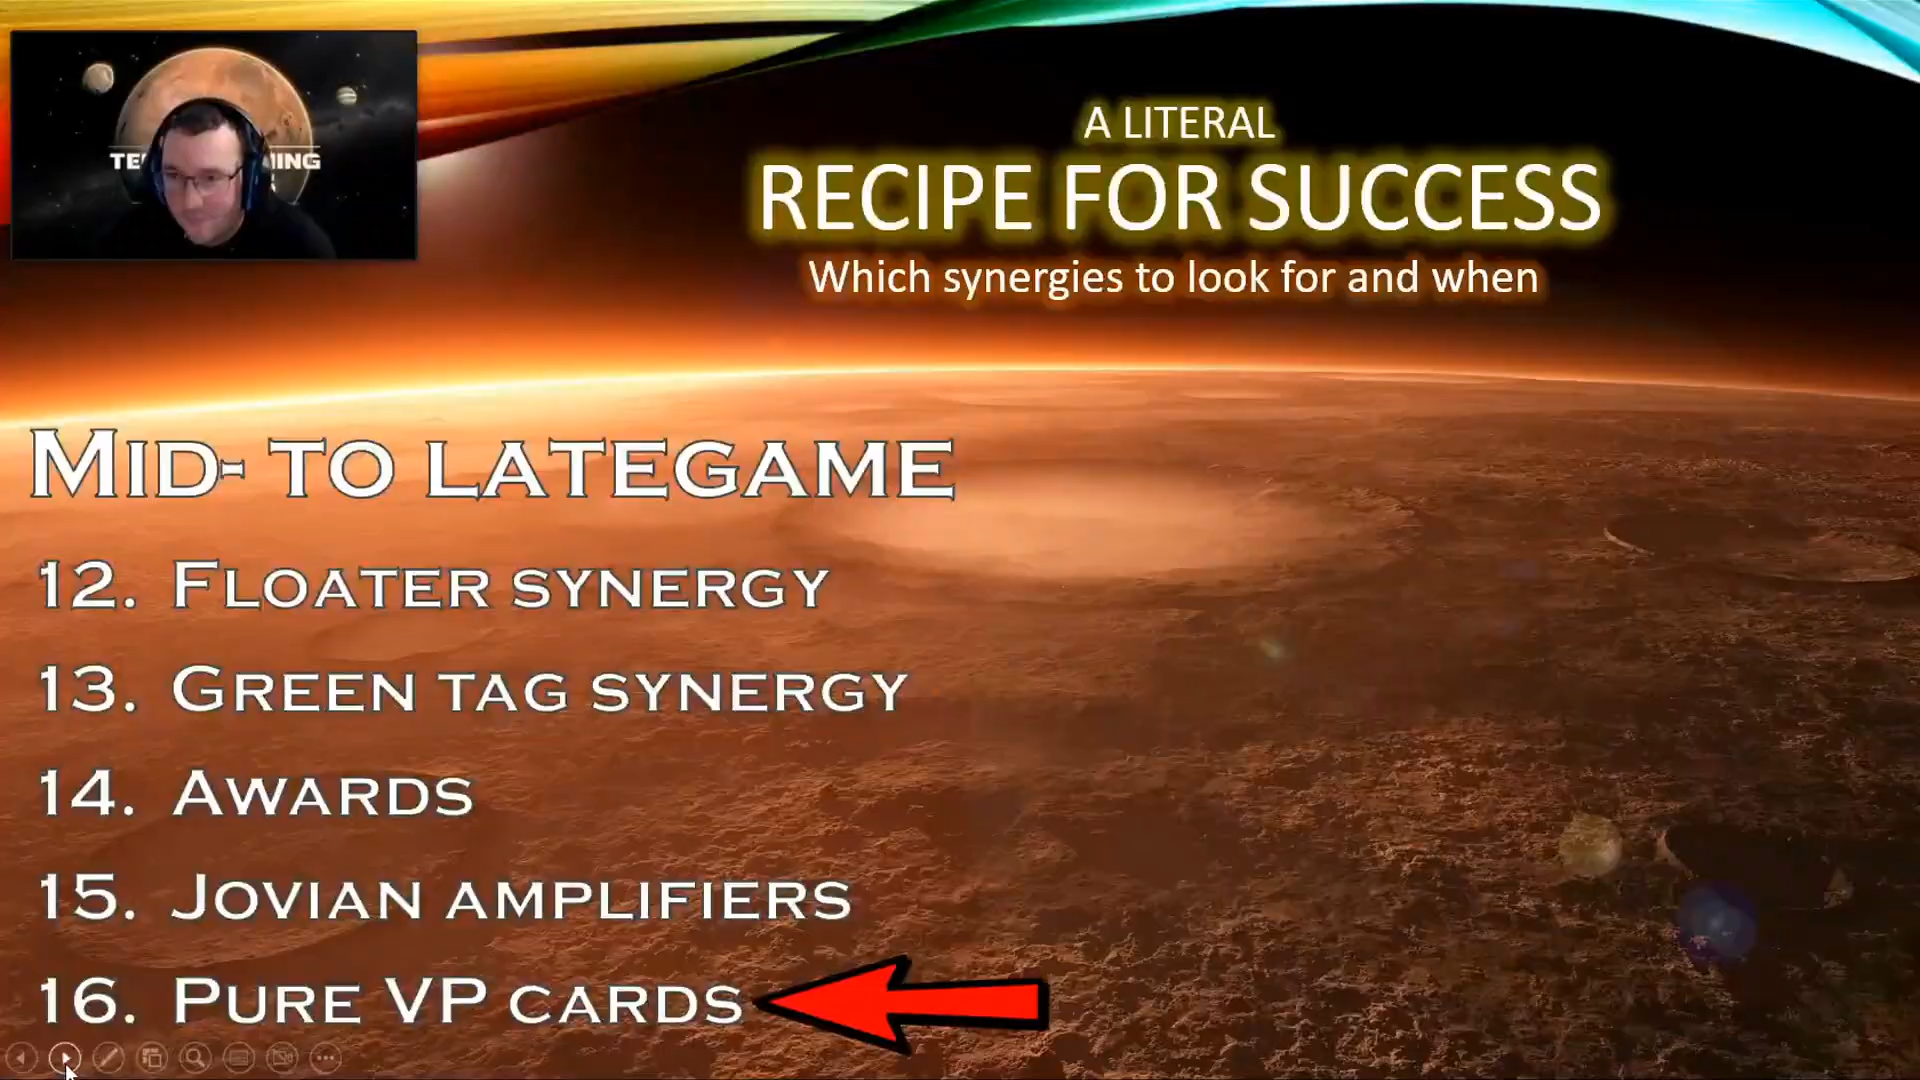 A LITERAL
RECIPE FOR SUCCESS
Which synergies to look for and when
MID- TO LATEGAME
12. FLOATER SYNERGY
13. GREEN TAG SYNERGY
14. AWARDS
15. JOVIAN AMPLIFIERS
16. PURE VP CARDS